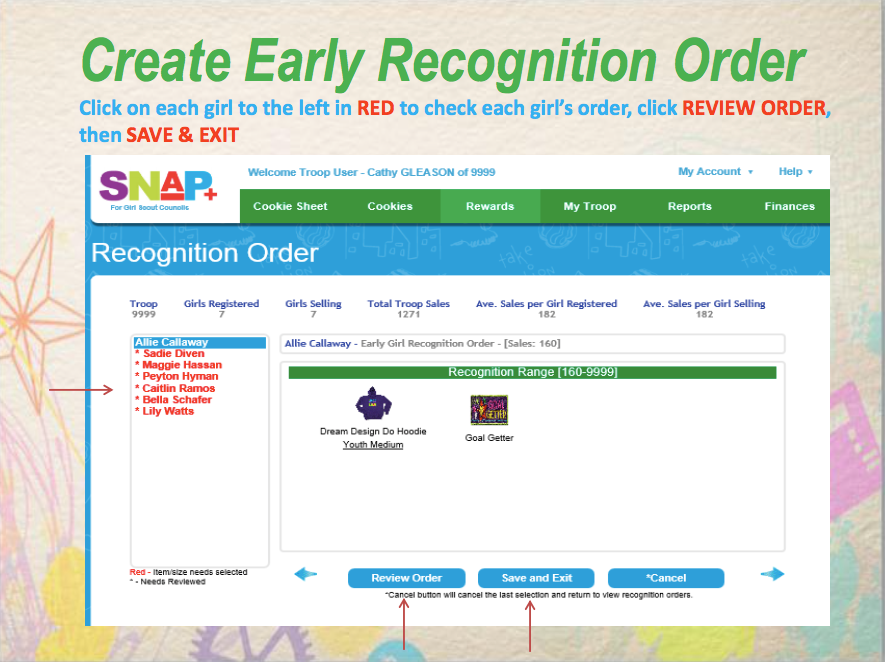 Create Early Recognition Order
Click on each girl to the left in RED to check each girl's order, click REVIEW ORDER,
then SAVE & EXIT
SNAP+
For Girl Scout Councils
Welcome Troop User - Cathy GLEASON of 9999
My Account
Help
Cookie Sheet
Cookies
Rewards
My Troop
Reports
Finances
take
ON
take
ON
Recognition Order
Troop
9999
Girls Registered
7
Girls Selling
7
Total Troop Sales
1271
Ave. Sales per Girl Registered
182
Ave. Sales per Girl Selling
182
Allie Callaway
* Sadie Diven
* Maggie Hassan
* Peyton Hyman
* Caitlin Ramos
* Bella Schafer
* Lily Watts
Allie Callaway - Early Girl Recognition Order - [Sales: 160]
Recognition Range [160-9999]
Dream Design Do Hoodie
Youth Medium
GOAL
GETTER
Goal Getter
Red - Item/size needs selected
* - Needs Reviewed
Review Order
Save and Exit
*Cancel
*Cancel button will cancel the last selection and return to view recognition orders.